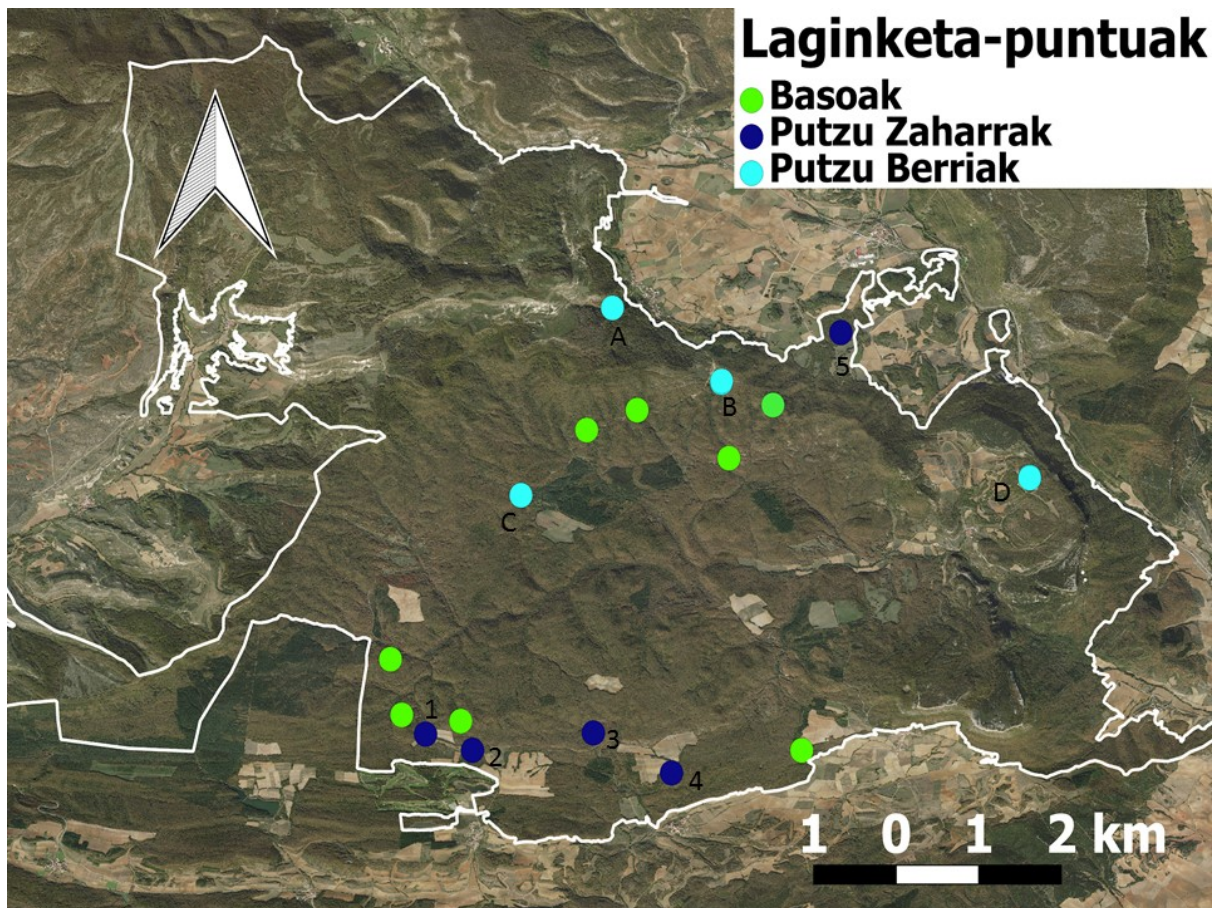 Laginketa-puntuak
Basoak
Putzu Zaharrak
Putzu Berriak
A
5
B
D
C
1
2
3
4
1 0 1 2 km